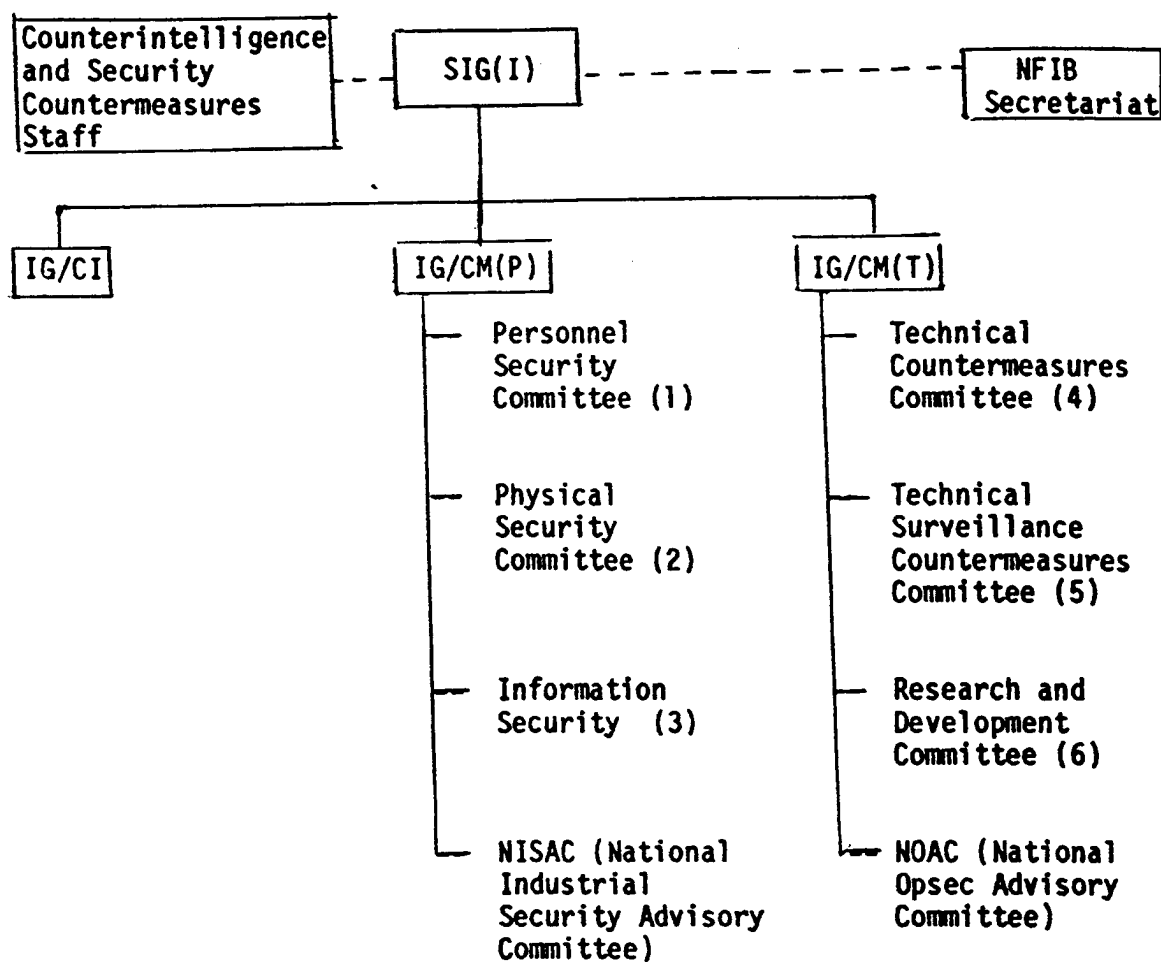 Counterintelligence
and Security
Countermeasures
Staff
SIG(I)
NFIB
Secretariat
IG/CI
IG/CM(P)
IG/CM(T)
Personnel
Security
Committee (1)
Physical
Security
Committee (2)
Information
Security (3)
NISAC (National
Industrial
Security Advisory
Committee)
Technical
Countermeasures
Committee (4)
Technical
Surveillance
Countermeasures
Committee (5)
Research and
Development
Committee (6)
NOAC (National
Opsec Advisory
Committee)